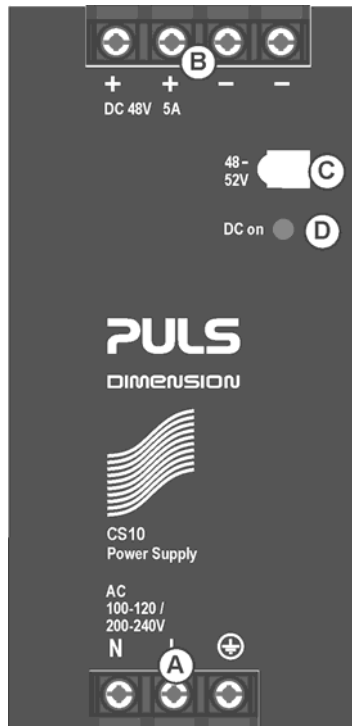 B
+ + − −
DC 48V 5A
48–
52V
C
DC on
D
PULS
DIMENSION
CS10
Power Supply
AC
100-120 /
200-240V
N
A